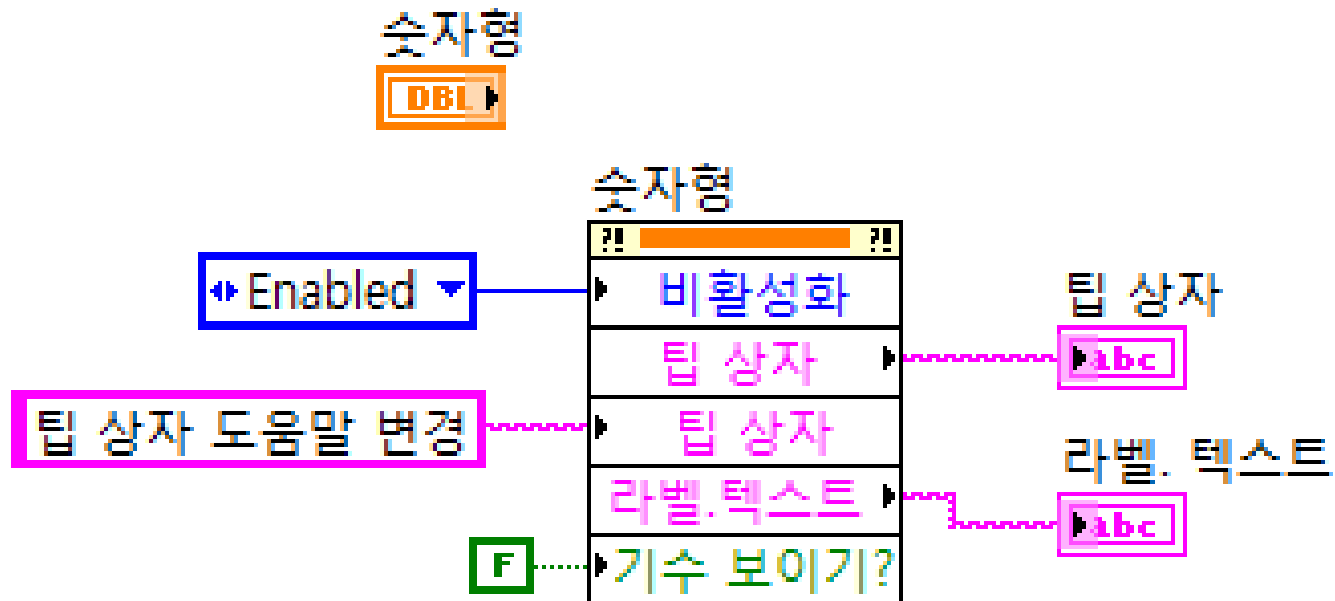 숫자형
DBL
숫자형
?! ?!
Enabled
비활성화
팁 상자
팁 상자
abc
팁 상자 도움말 변경
팁 상자
라벨. 텍스트
라벨.텍스트
abc
F
기수 보이기?